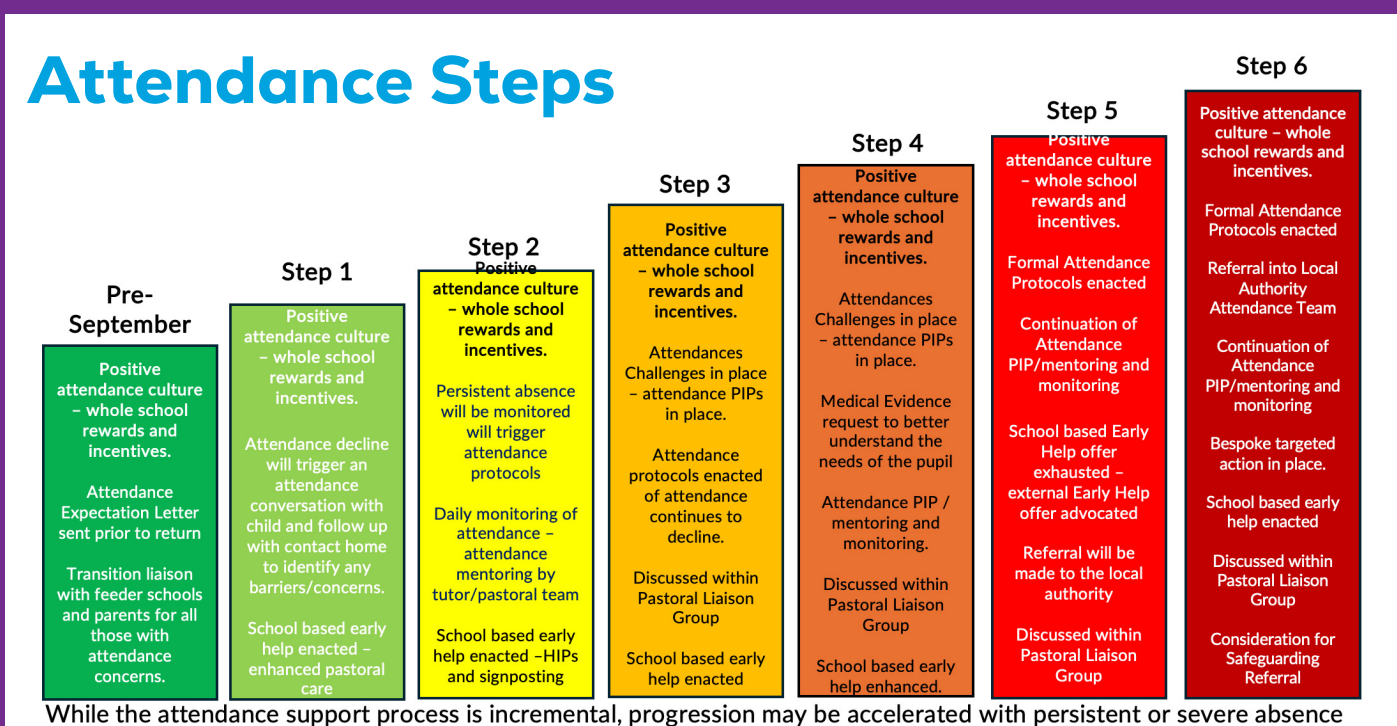 Attendance Steps
Pre-
September
Positive
attendance culture
– whole school
rewards and
incentives.
Attendance
Expectation Letter
sent prior to return
Transition liaison
with feeder schools
and parents for all
those with
attendance
concerns.
Step 1
Positive
attendance culture
– whole school
rewards and
incentives.
Attendance decline
will trigger an
attendance
conversation with
child and follow up
with contact home
to identify any
barriers/concerns.
School based early
help enacted –
enhanced pastoral
care
Step 2
Positive
attendance culture
– whole school
rewards and
incentives.
Persistent absence
will be monitored
will trigger
attendance
protocols
Daily monitoring of
attendance –
attendance
mentoring by
tutor/pastoral team
School based early
help enacted –HIPs
and signposting
Step 3
Positive
attendance culture
– whole school
rewards and
incentives.
Attendances
Challenges in place
– attendance PIPs
in place.
Attendance
protocols enacted
of attendance
continues to
decline.
Discussed within
Pastoral Liaison
Group
School based early
help enacted
Step 4
Positive
attendance culture
– whole school
rewards and
incentives.
Attendances
Challenges in place
– attendance PIPs
in place.
Medical Evidence
request to better
understand the
needs of the pupil
Attendance PIP /
mentoring and
monitoring.
Discussed within
Pastoral Liaison
Group
School based early
help enhanced.
Step 5
Positive
attendance culture
– whole school
rewards and
incentives.
Formal Attendance
Protocols enacted
Continuation of
Attendance
PIP/mentoring and
monitoring
School based Early
Help offer
exhausted –
external Early Help
offer advocated
Referral will be
made to the local
authority
Discussed within
Pastoral Liaison
Group
Step 6
Positive attendance
culture – whole
school rewards and
incentives.
Formal Attendance
Protocols enacted
Referral into Local
Authority
Attendance Team
Continuation of
Attendance
PIP/mentoring and
monitoring
Bespoke targeted
action in place.
School based early
help enacted
Discussed within
Pastoral Liaison
Group
Consideration for
Safeguarding
Referral
While the attendance support process is incremental, progression may be accelerated with persistent or severe absence